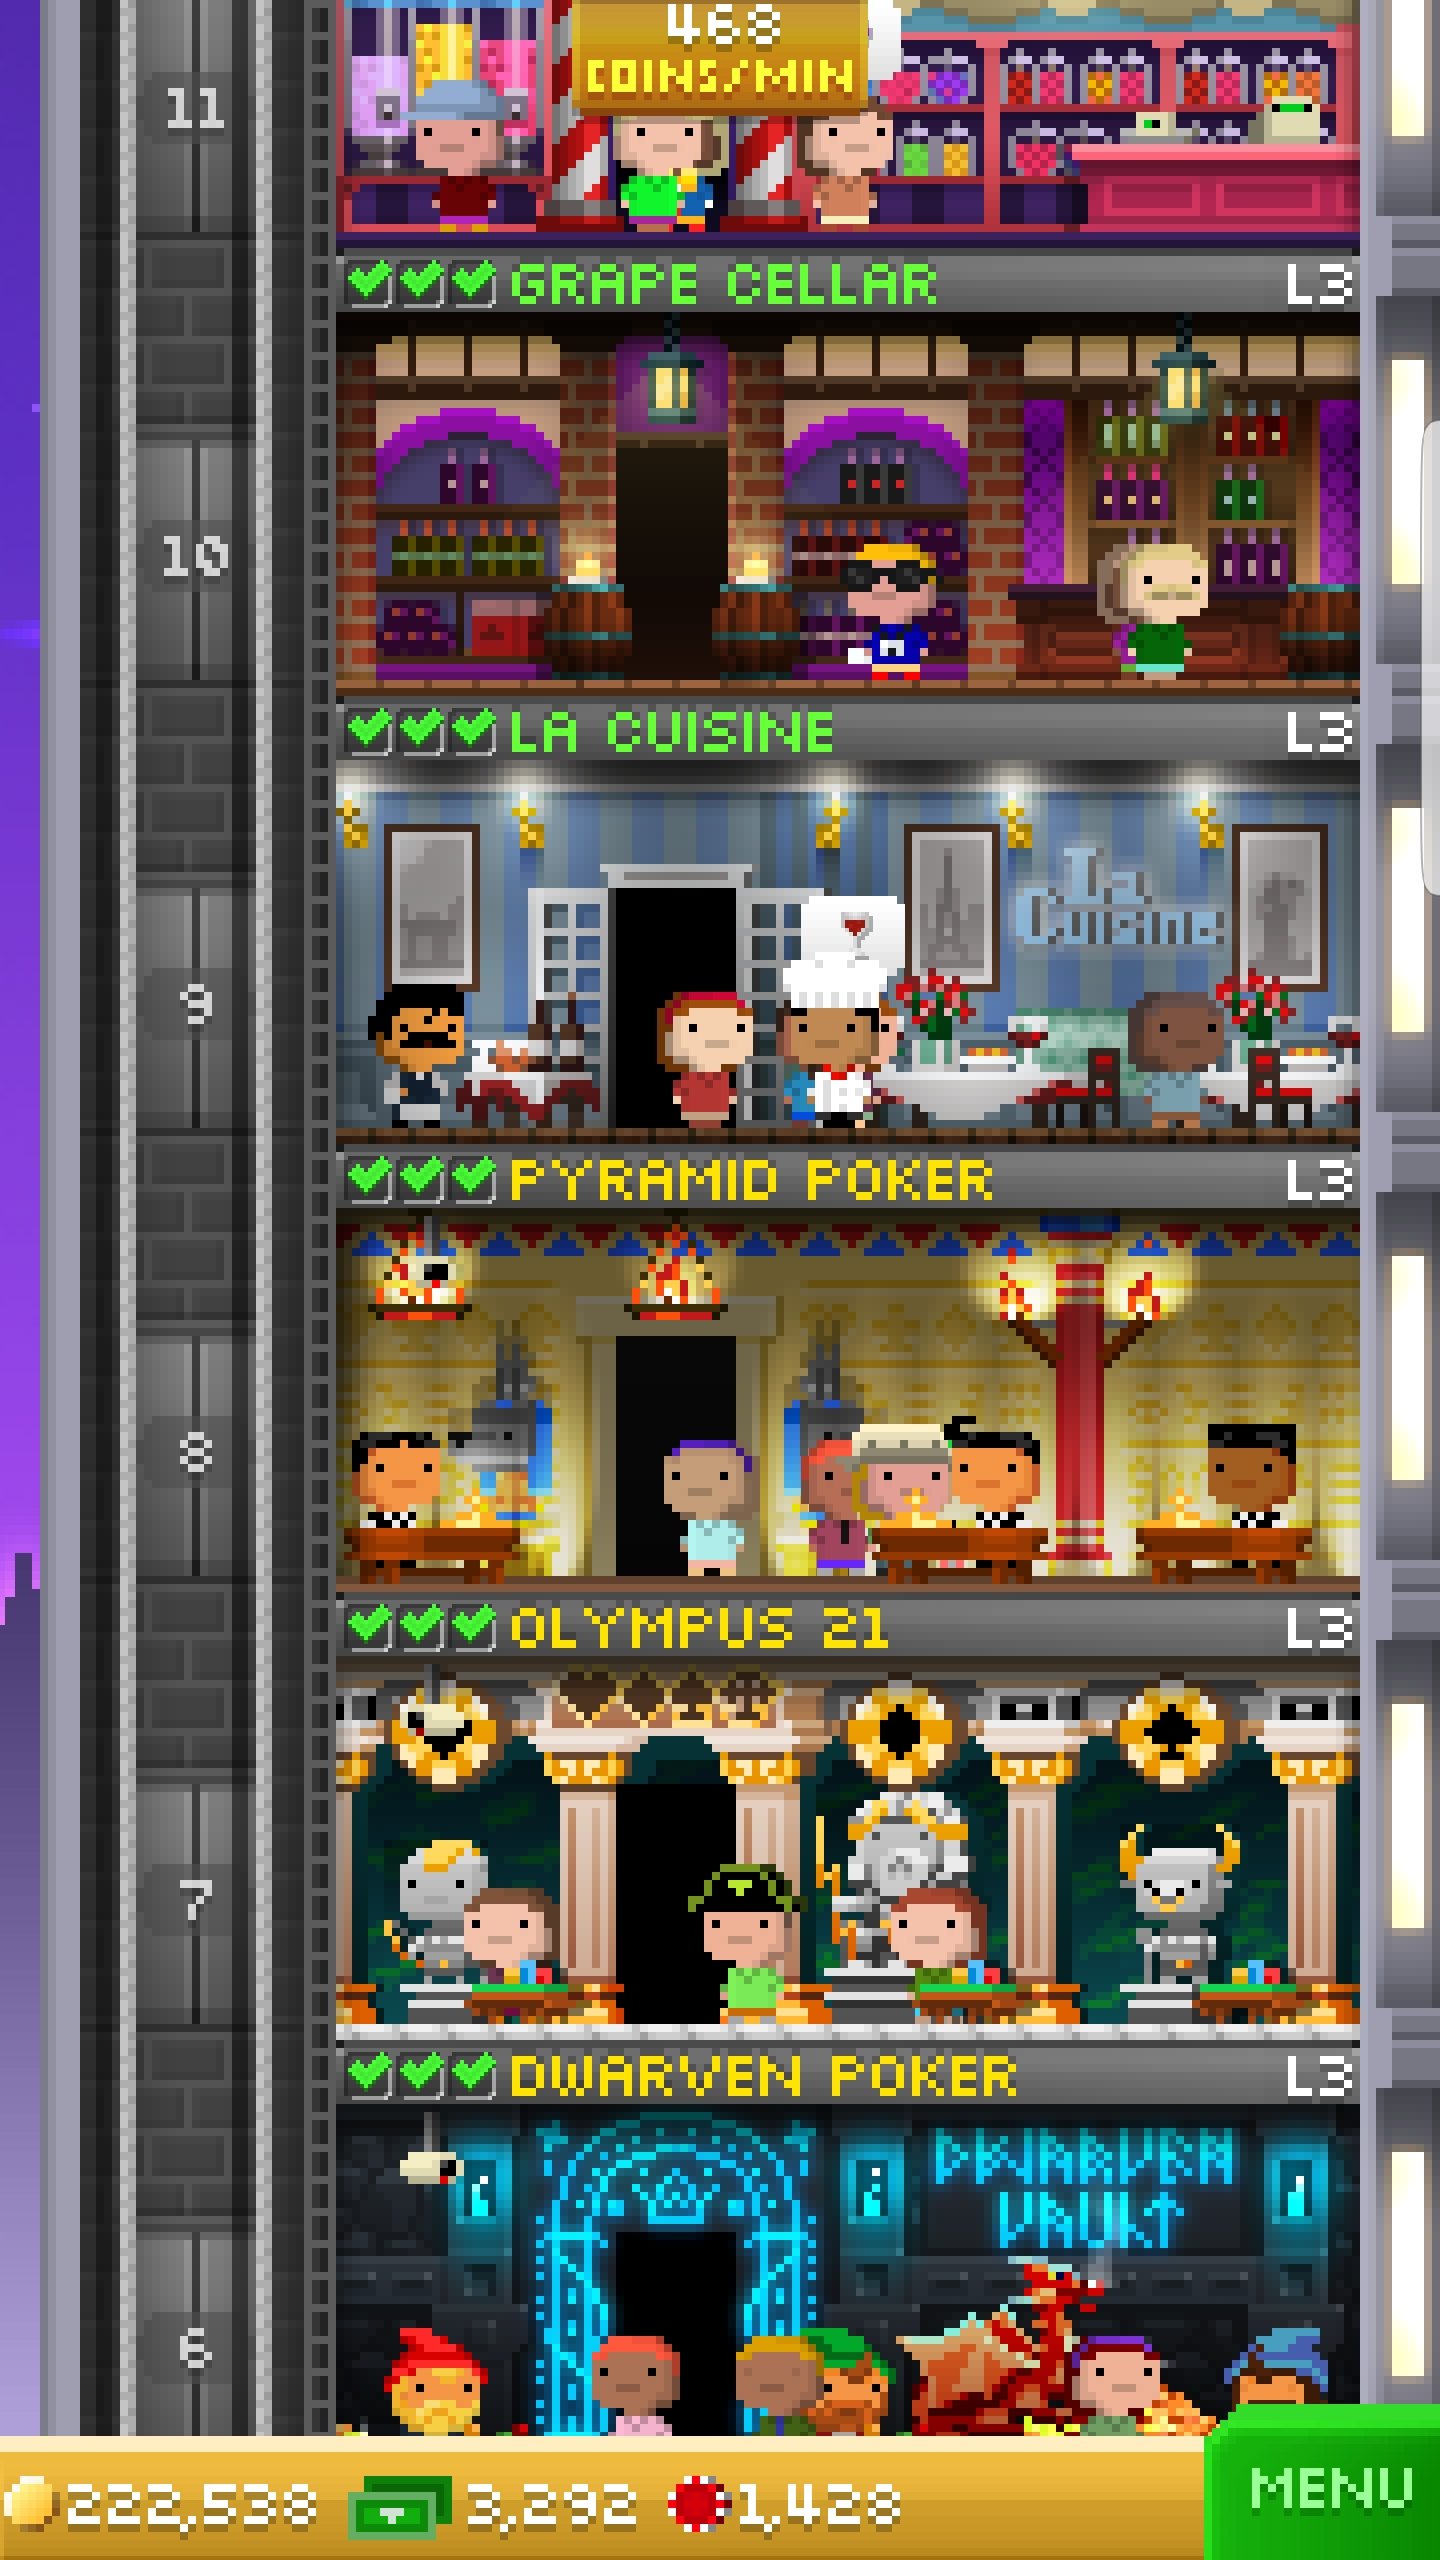 468
COINS/MIN
11
GRAPE CELLAR L3
10
LA CUISINE L3
La
Cuisine
9
PYRAMID POKER L3
8
OLYMPUS 21 L3
7
DWARVEN POKER L3
DWARVEN
VAULT
6
222,538 3,292 1,428
MENU